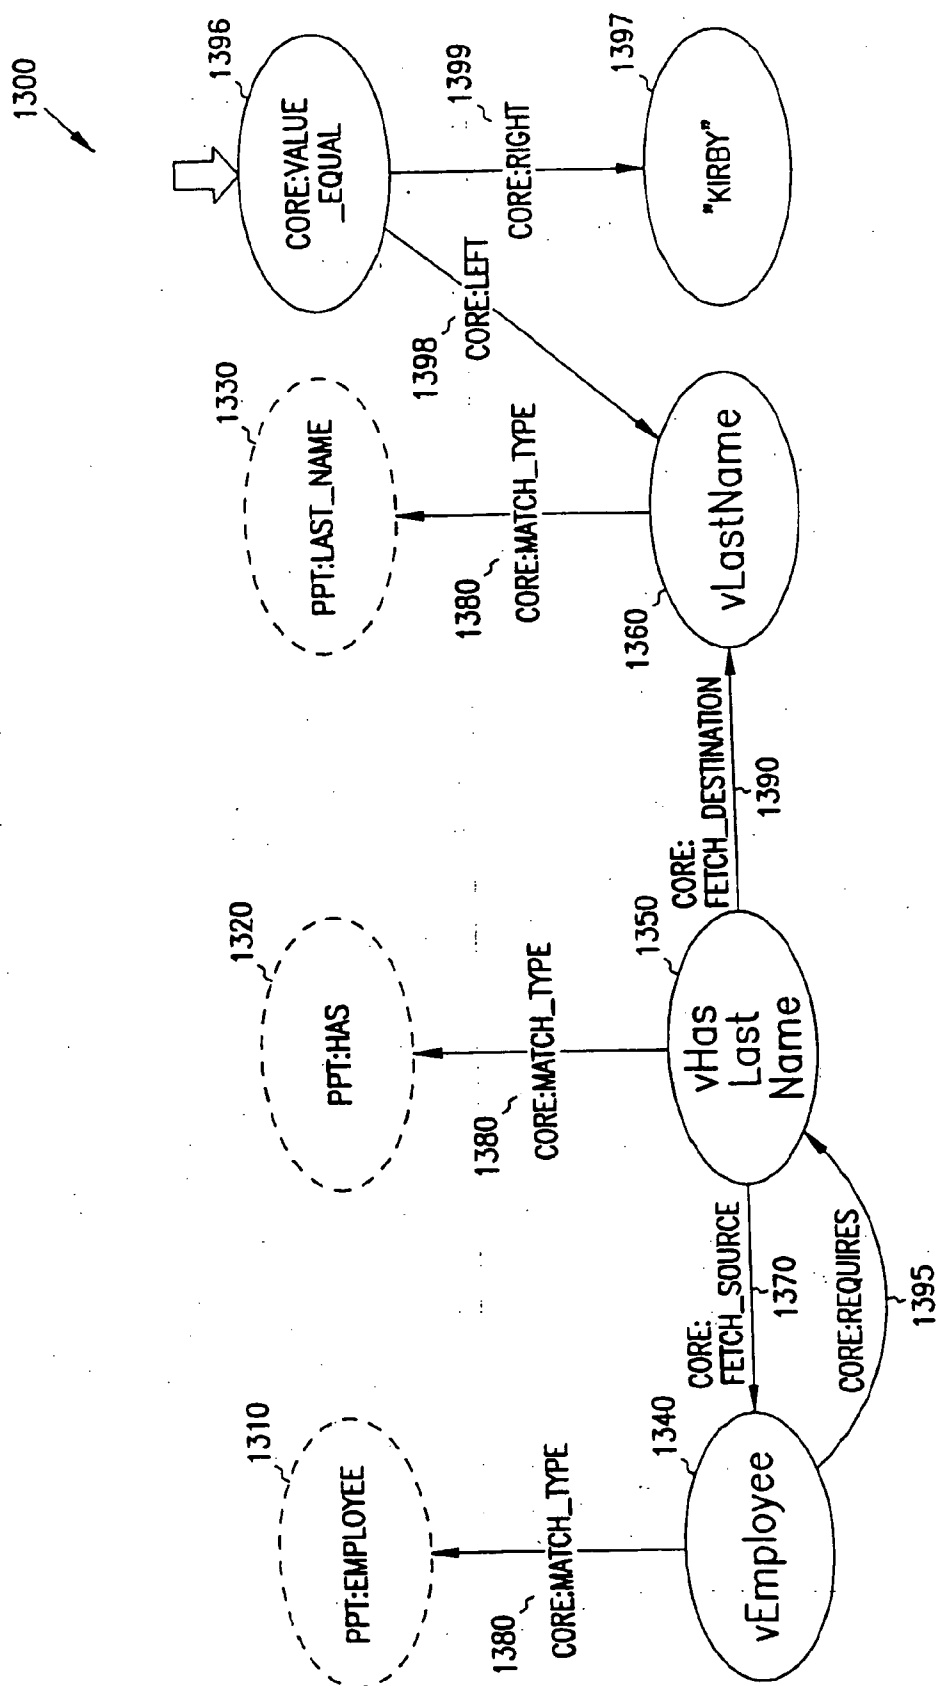 1300
1310
PPT:EMPLOYEE
1320
PPT:HAS
1330
PPT:LAST_NAME
1396
CORE:VALUE
_EQUAL
1380
CORE:MATCH_TYPE
1380
CORE:MATCH_TYPE
1380
CORE:MATCH_TYPE
1398
CORE:LEFT
CORE:RIGHT
1399
1340
vEmployee
CORE:
FETCH_SOURCE
1370
CORE:REQUIRES
1395
1350
vHas
Last
Name
CORE:
FETCH_DESTINATION
1390
1360
vLastName
1397
"KIRBY"